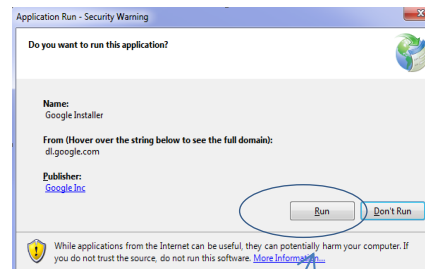 Application Run - Security Warning
Do you want to run this application?
Name:
Google Installer
From (Hover over the string below to see the full domain):
dl.google.com
Publisher:
Google Inc
Run
Don't Run
While applications from the Internet can be useful, they can potentially harm your computer. If
you do not trust the source, do not run this software. More Information...